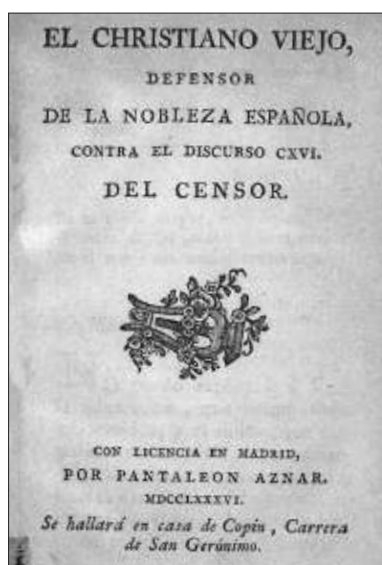 EL CHRISTIANO VIEJO,
DEFENSOR
DE LA NOBLEZA ESPAÑOLA,
CONTRA EL DISCURSO CXVI.
DEL CENSOR.
CON LICENCIA EN MADRID,
POR PANTALEON AZNAR.
MDCCLXXXVI.
Se hallará en casa de Copin, Carrera
de San Gerónimo.